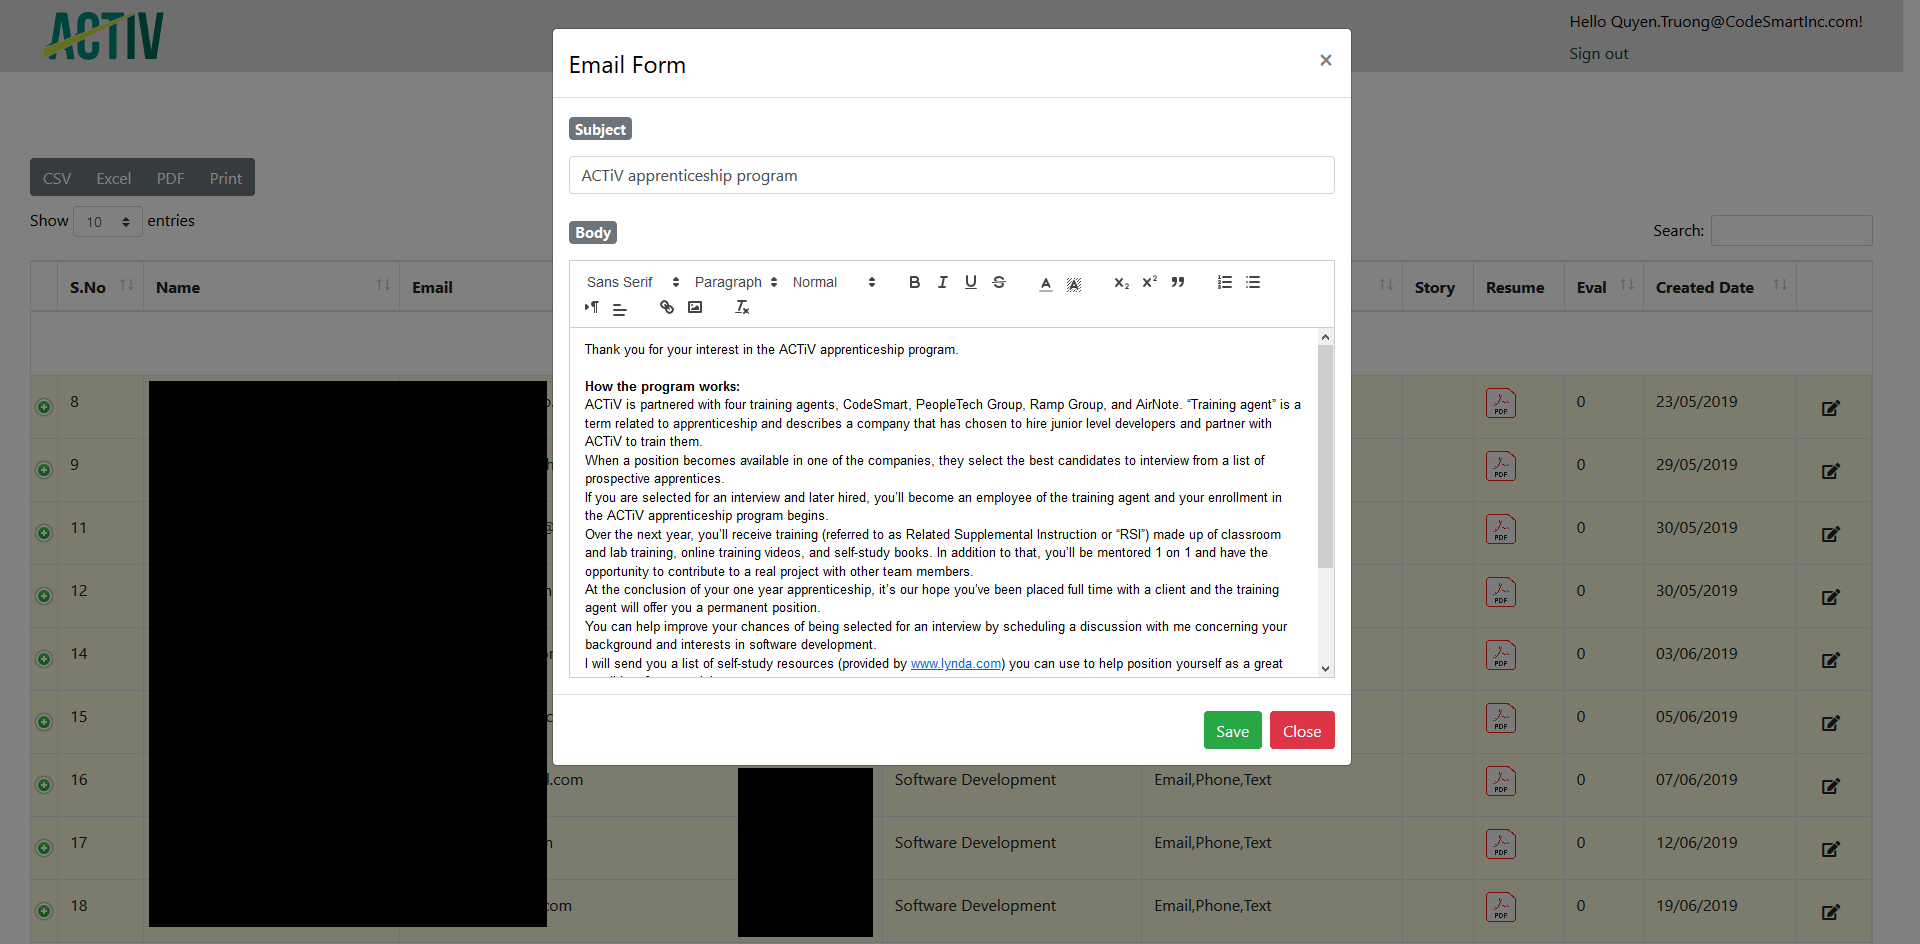 ACTIV
Hello Quyen.Truong@CodeSmartInc.com!
Sign out
Email Form
×
Subject
ACTiV apprenticeship program
CSV Excel PDF Print
Show 10 entries
Search:
Body
Sans Serif Paragraph Normal
S.No Name Email Story Resume Eval Created Date
Thank you for your interest in the ACTiV apprenticeship program.
How the program works:
ACTiV is partnered with four training agents, CodeSmart, PeopleTech Group, Ramp Group, and AirNote. “Training agent” is a
term related to apprenticeship and describes a company that has chosen to hire junior level developers and partner with
ACTiV to train them.
When a position becomes available in one of the companies, they select the best candidates to interview from a list of
prospective apprentices.
If you are selected for an interview and later hired, you’ll become an employee of the training agent and your enrollment in
the ACTiV apprenticeship program begins.
Over the next year, you’ll receive training (referred to as Related Supplemental Instruction or “RSI”) made up of classroom
and lab training, online training videos, and self-study books. In addition to that, you’ll be mentored 1 on 1 and have the
opportunity to contribute to a real project with other team members.
At the conclusion of your one year apprenticeship, it’s our hope you’ve been placed full time with a client and the training
agent will offer you a permanent position.
You can help improve your chances of being selected for an interview by scheduling a discussion with me concerning your
background and interests in software development.
I will send you a list of self-study resources (provided by www.lynda.com) you can use to help position yourself as a great
Save Close
8 PDF 0 23/05/2019
9 PDF 0 29/05/2019
11 @ PDF 0 30/05/2019
12 PDF 0 30/05/2019
14 PDF 0 03/06/2019
15 PDF 0 05/06/2019
16 l.com Software Development Email,Phone,Text PDF 0 07/06/2019
17 Software Development Email,Phone,Text PDF 0 12/06/2019
18 com Software Development Email,Phone,Text PDF 0 19/06/2019